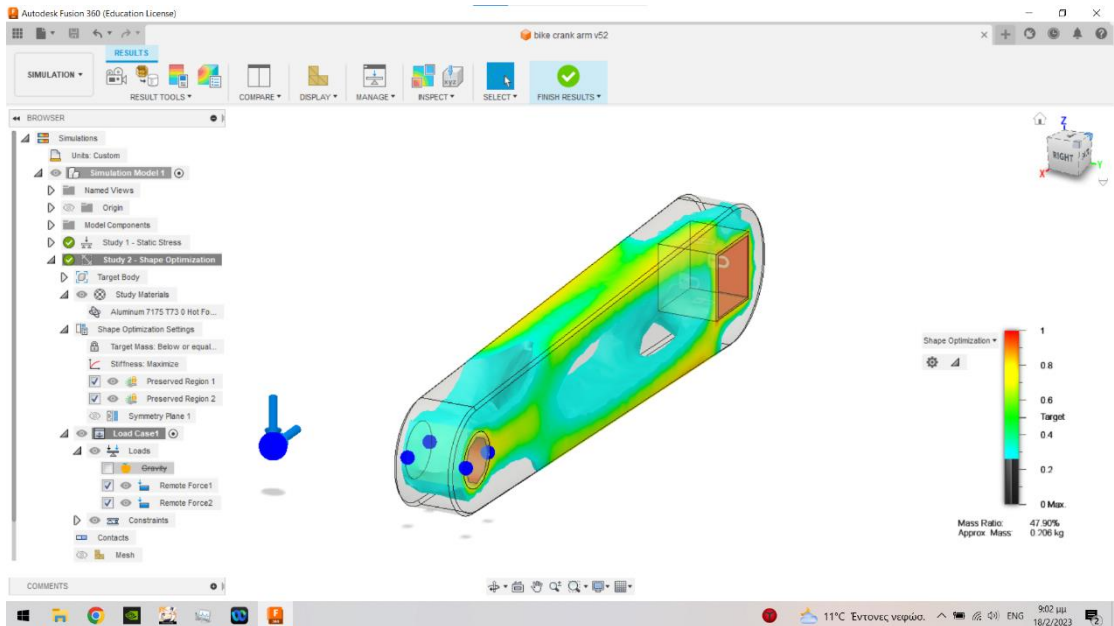 Autodesk Fusion 360 (Education License)
bike crank arm v52
RESULTS
SIMULATION
RESULT TOOLS
COMPARE
DISPLAY
MANAGE
INSPECT
SELECT
FINISH RESULTS
BROWSER
Simulations
Units: Custom
Simulation Model 1
Named Views
Origin
Model Components
Study 1 - Static Stress
Study 2 - Shape Optimization
Target Body
Study Materials
Aluminum 7175 T73 0 Hot Fo...
Shape Optimization Settings
Target Mass: Below or equal...
Stiffness: Maximize
Preserved Region 1
Preserved Region 2
Symmetry Plane 1
Load Case1
Loads
Gravity
Remote Force1
Remote Force2
Constraints
Contacts
Mesh
Z
RIGHT
X
Y
Shape Optimization
1
0.8
0.6
Target
0.4
0.2
0 Max.
Mass Ratio: 47.90%
Approx. Mass: 0.206 kg
COMMENTS
11°C Έντονες νεφώσ.
ENG
9:02 μμ
18/2/2023